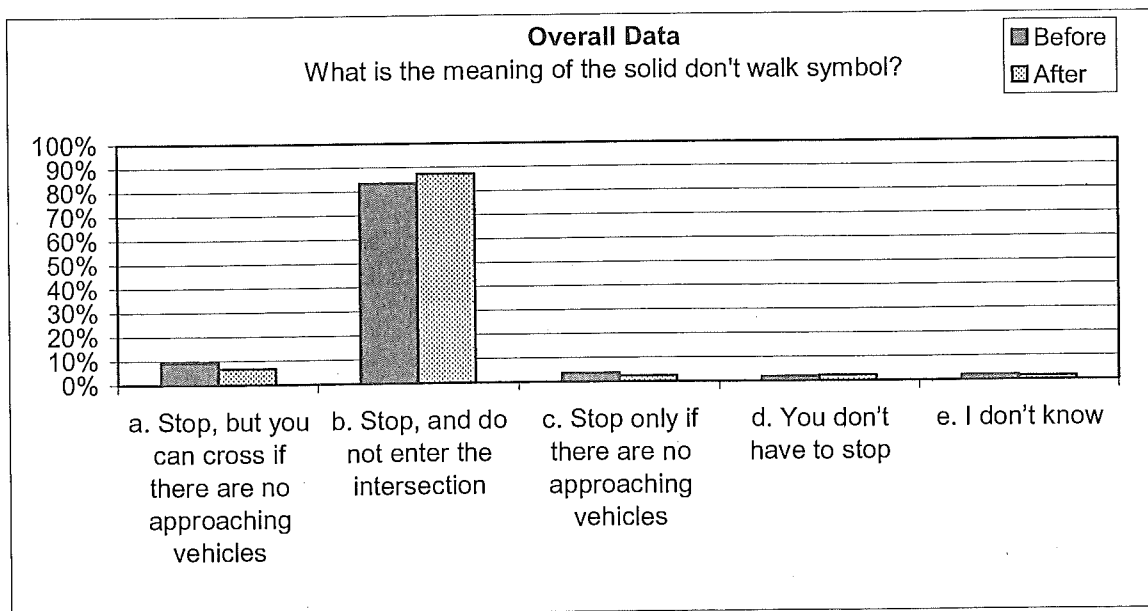 Overall Data
What is the meaning of the solid don't walk symbol?
Before
After
100%
90%
80%
70%
60%
50%
40%
30%
20%
10%
0%
a. Stop, but you
can cross if
there are no
approaching
vehicles
b. Stop, and do
not enter the
intersection
c. Stop only if
there are no
approaching
vehicles
d. You don't
have to stop
e. I don't know